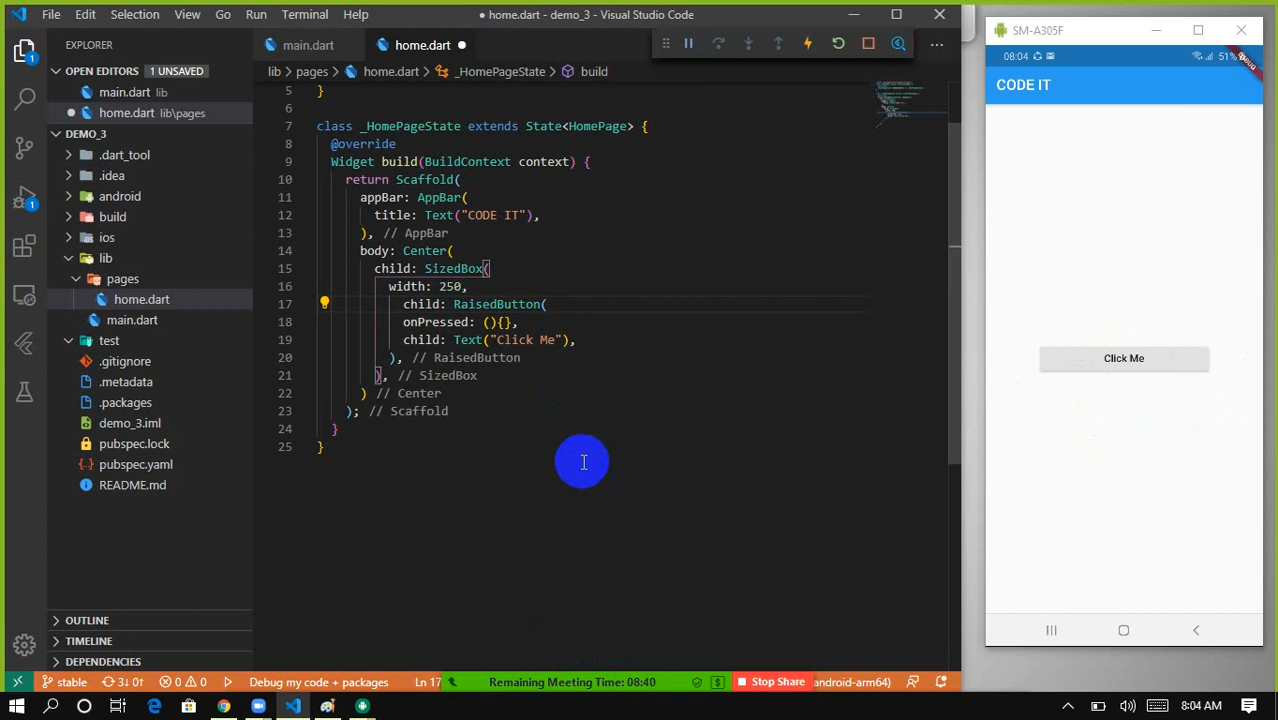 File Edit Selection View Go Run Terminal Help
● home.dart - demo_3 - Visual Studio Code
SM-A305F
EXPLORER
main.dart
home.dart ●
08:04
51%
DEBUG
OPEN EDITORS 1 UNSAVED
lib > pages > home.dart > _HomePageState > build
CODE IT
main.dart lib
home.dart lib\pages
DEMO_3
.dart_tool
.idea
android
build
ios
lib
pages
home.dart
main.dart
test
.gitignore
.metadata
.packages
demo_3.iml
pubspec.lock
pubspec.yaml
README.md
OUTLINE
TIMELINE
DEPENDENCIES
1
1
5 }
6
7 class _HomePageState extends State<HomePage> {
8 @override
9 Widget build(BuildContext context) {
10 return Scaffold(
11 appBar: AppBar(
12 title: Text("CODE IT"),
13 ), // AppBar
14 body: Center(
15 child: SizedBox(
16 width: 250,
17 child: RaisedButton(
18 onPressed: (){},
19 child: Text("Click Me"),
20 ), // RaisedButton
21 ), // SizedBox
22 ) // Center
23 ); // Scaffold
24 }
25 }
Click Me
stable 3↓ 0↑ 0 0 Debug my code + packages Ln 17 Remaining Meeting Time: 08:40 Stop Share android-arm64)
8:04 AM